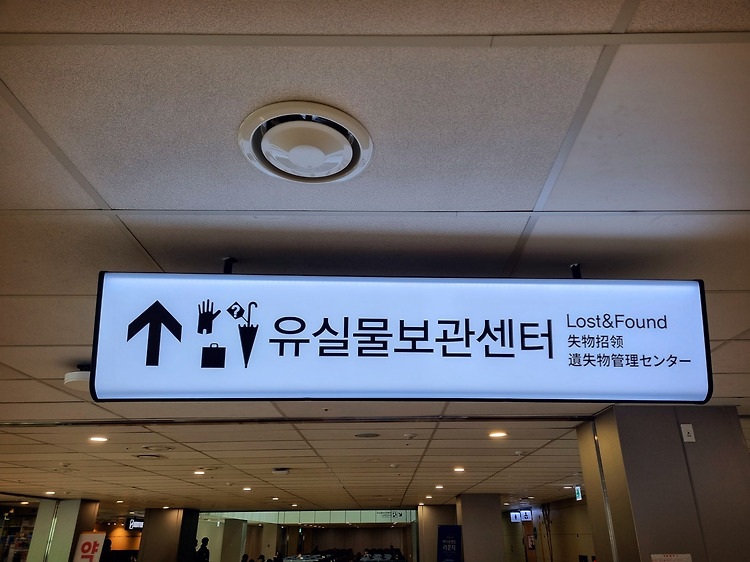 유실물보관센터
Lost&Found
失物招领
遺失物管理センター
?
약